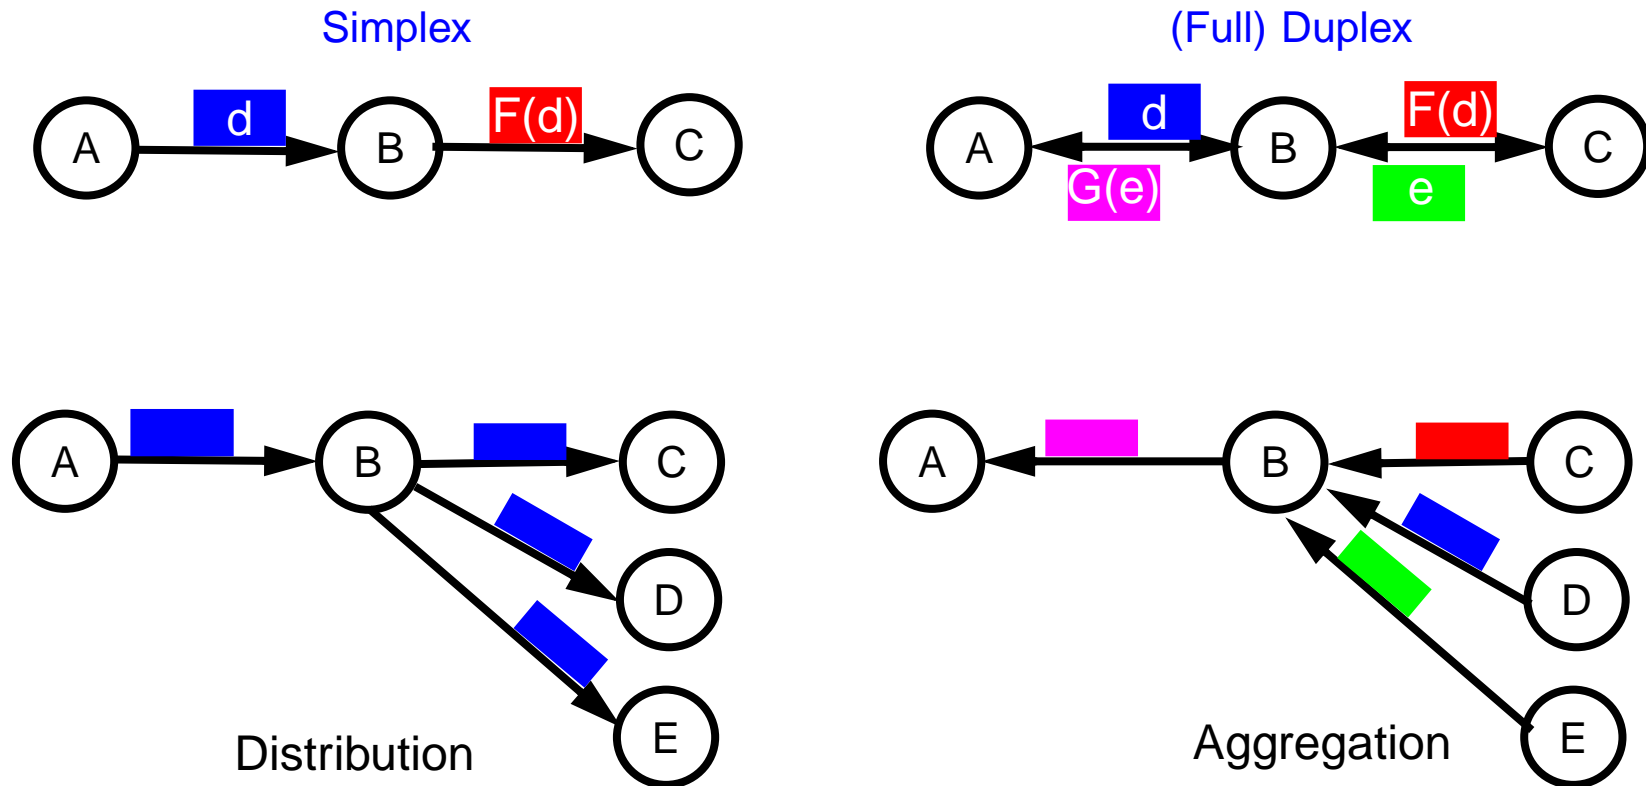 Simplex
(Full) Duplex
A d B F(d) C
A d B F(d) C
G(e) e
A B C
D
E
Distribution
A B C
D
E
Aggregation